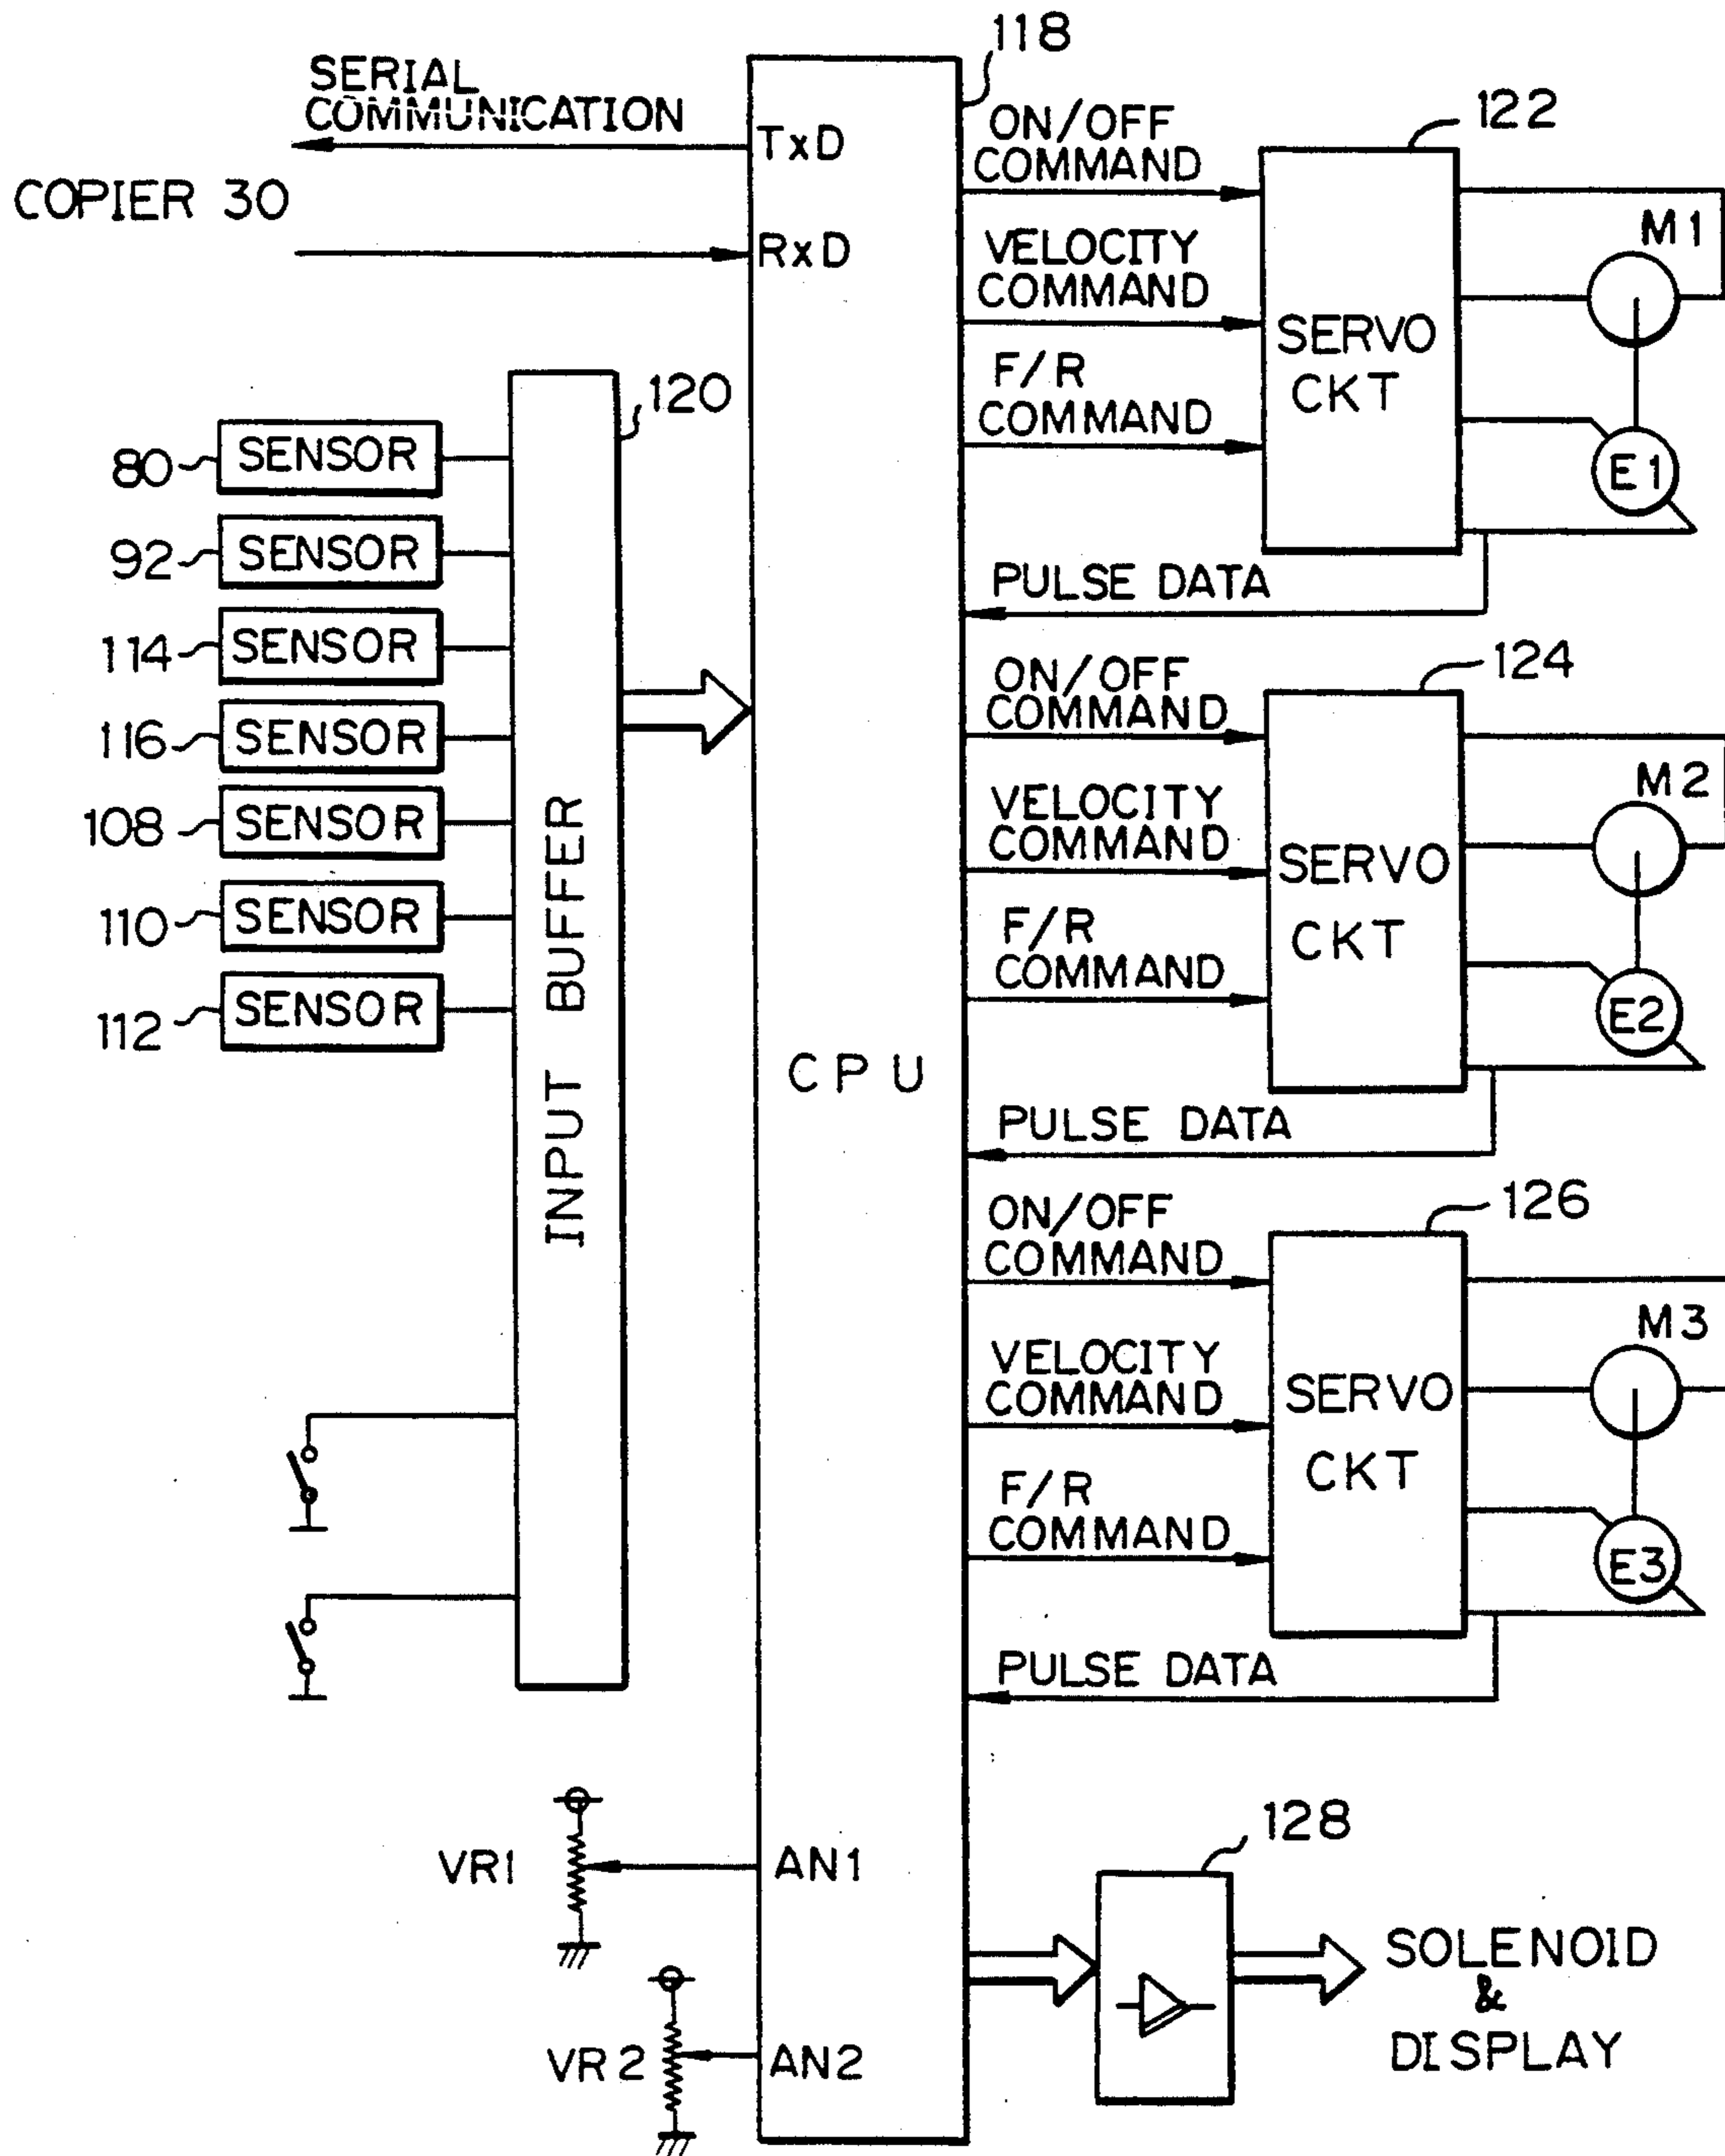 118
SERIAL
COMMUNICATION
TxD
COPIER 30
RxD
ON/OFF
COMMAND
VELOCITY
COMMAND
F/R
COMMAND
122
SERVO
CKT
M1
E1
PULSE DATA
120
80 SENSOR
92 SENSOR
114 SENSOR
116 SENSOR
108 SENSOR
110 SENSOR
112 SENSOR
INPUT BUFFER
CPU
ON/OFF
COMMAND
VELOCITY
COMMAND
F/R
COMMAND
124
SERVO
CKT
M2
E2
PULSE DATA
ON/OFF
COMMAND
VELOCITY
COMMAND
F/R
COMMAND
126
SERVO
CKT
M3
E3
PULSE DATA
VR1
AN1
VR2
AN2
128
SOLENOID
&
DISPLAY